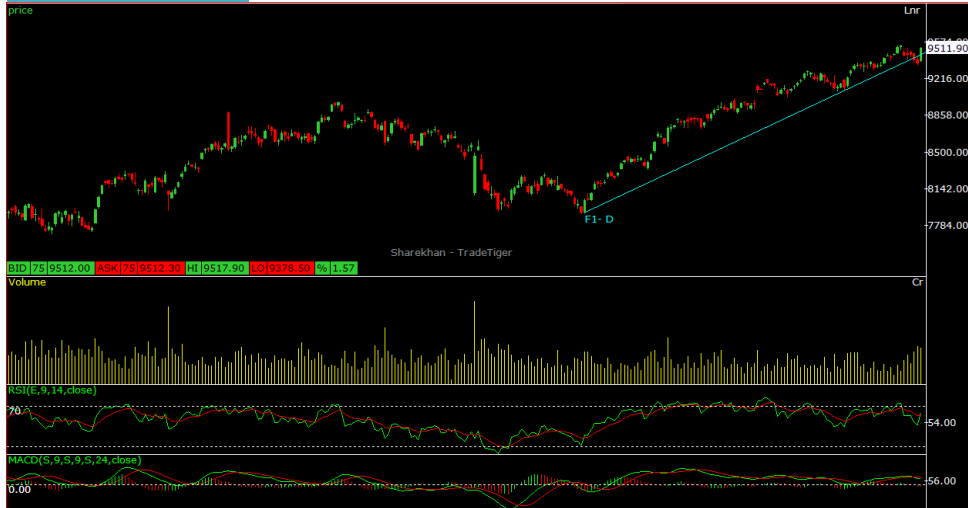 price Lnr
9574.00
9511.90
9216.00
8858.00
8500.00
8142.00
F1- D
7784.00
Sharekhan - TradeTiger
BID 75 9512.00 ASK 75 9512.30 HI 9517.90 LO 9378.50 % 1.57
Volume Cr
RSI(E,9,14,close)
70
54.00
MACD(S,9,S,9,S,24,close)
56.00
0.00